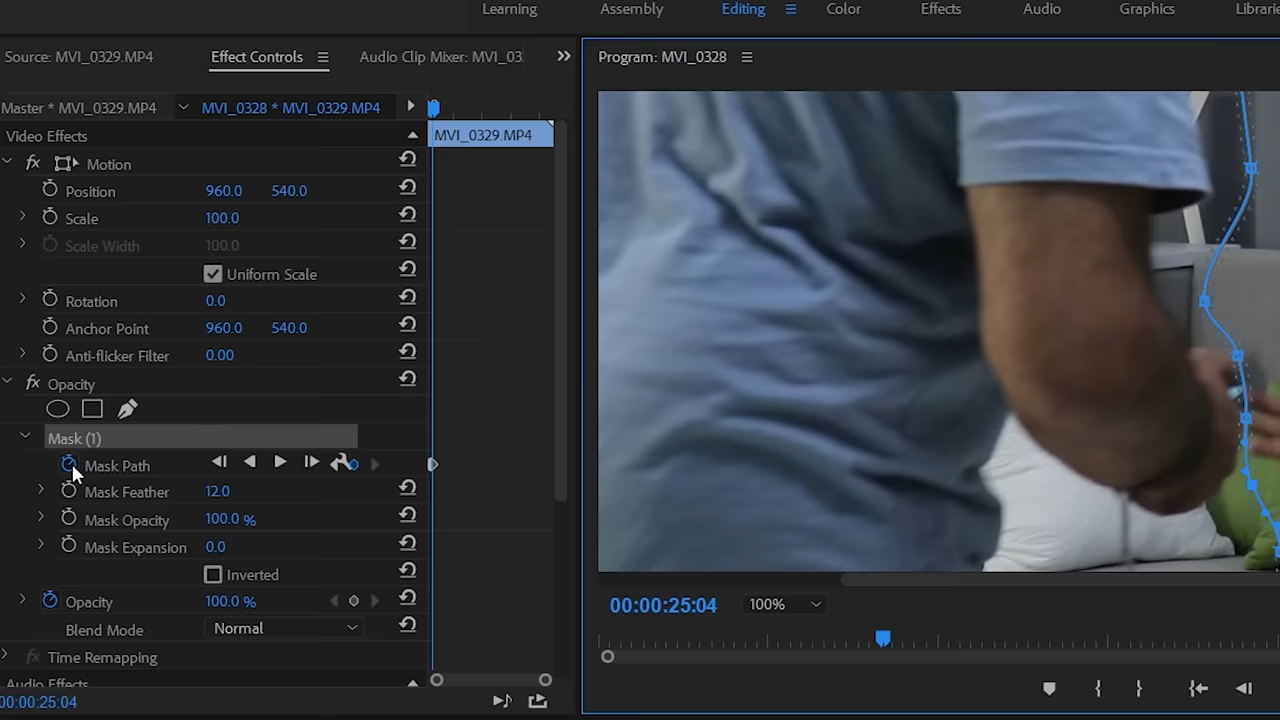 Learning Assembly Editing Color Effects Audio Graphics Librarie
Source: MVI_0329.MP4 Effect Controls Audio Clip Mixer: MVI_03
Program: MVI_0328
Master * MVI_0329.MP4 MVI_0328 * MVI_0329.MP4
Video Effects
MVI_0329.MP4
fx Motion
Position 960.0 540.0
Scale 100.0
Scale Width 100.0
Uniform Scale
Rotation 0.0
Anchor Point 960.0 540.0
Anti-flicker Filter 0.00
fx Opacity
Mask (1)
Mask Path
Mask Feather 12.0
Mask Opacity 100.0 %
Mask Expansion 0.0
Inverted
Opacity 100.0 %
Blend Mode Normal
fx Time Remapping
Audio Effects
00:00:25:04
00:00:25:04 100%